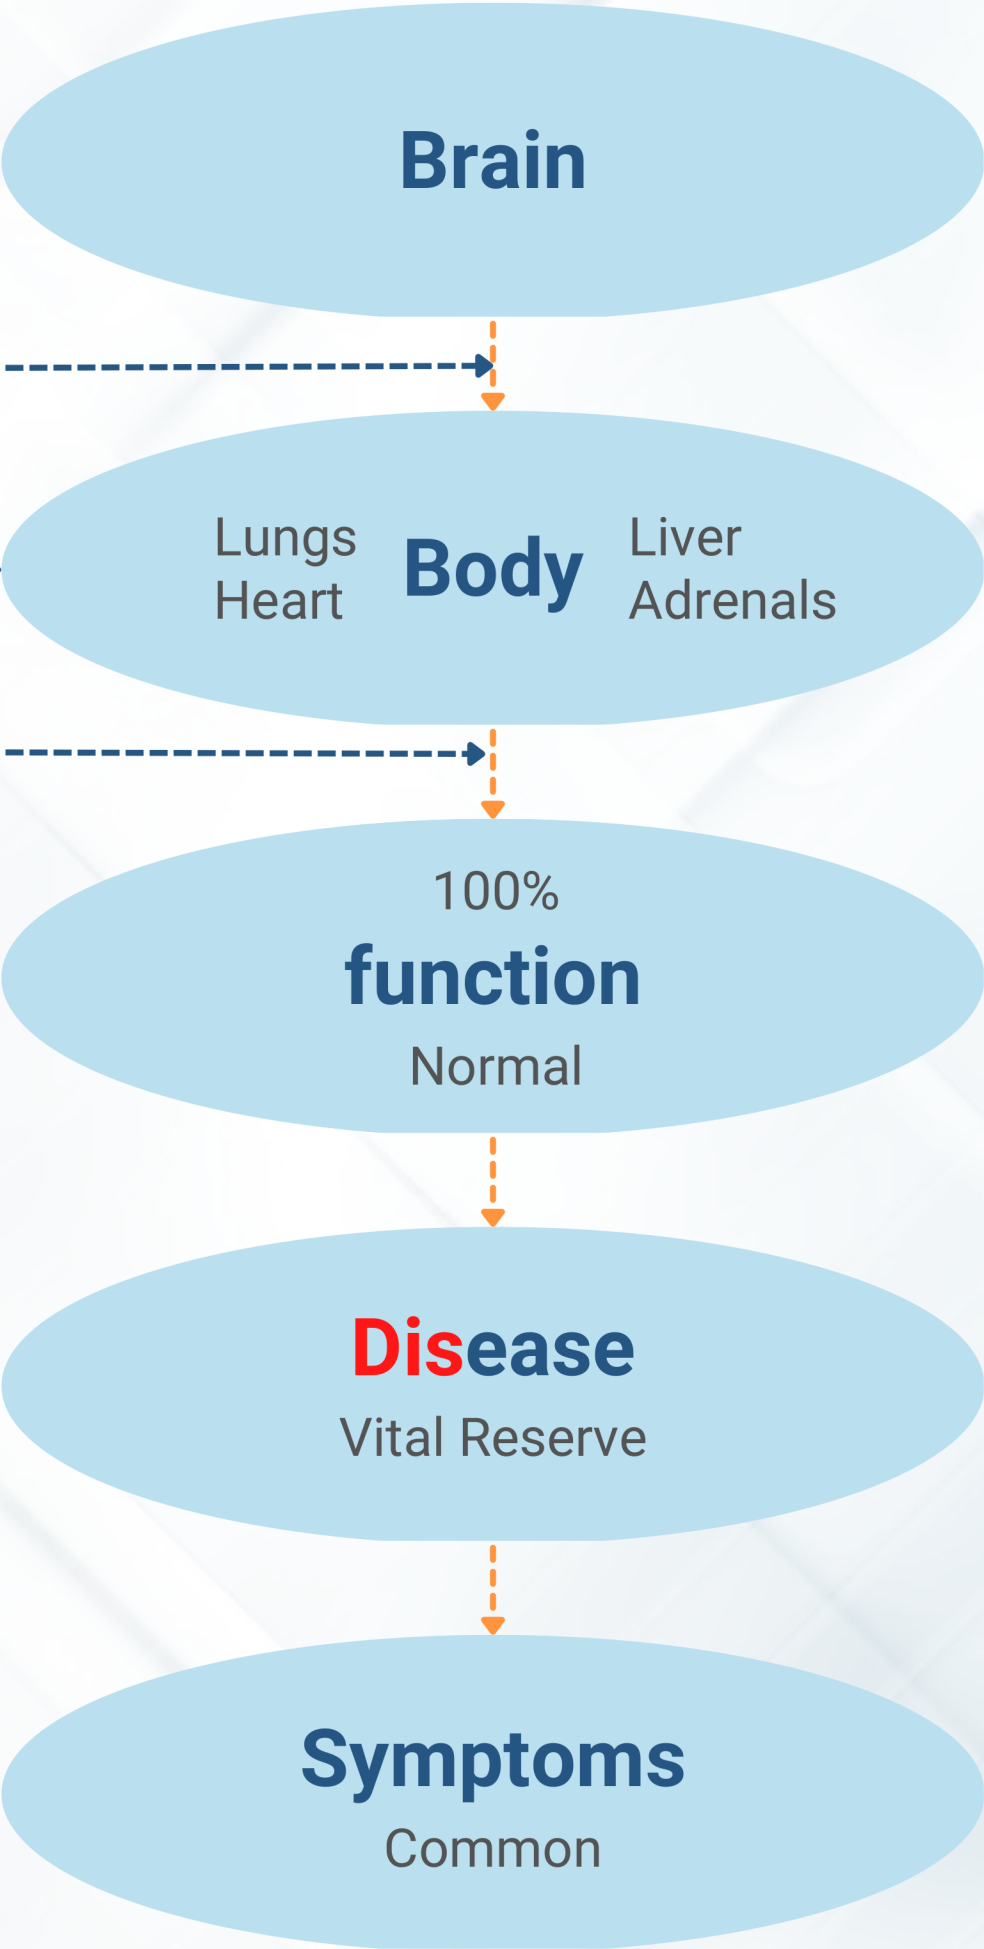 Brain
Lungs
Heart
Body
Liver
Adrenals
100%
function
Normal
Disease
Vital Reserve
Symptoms
Common